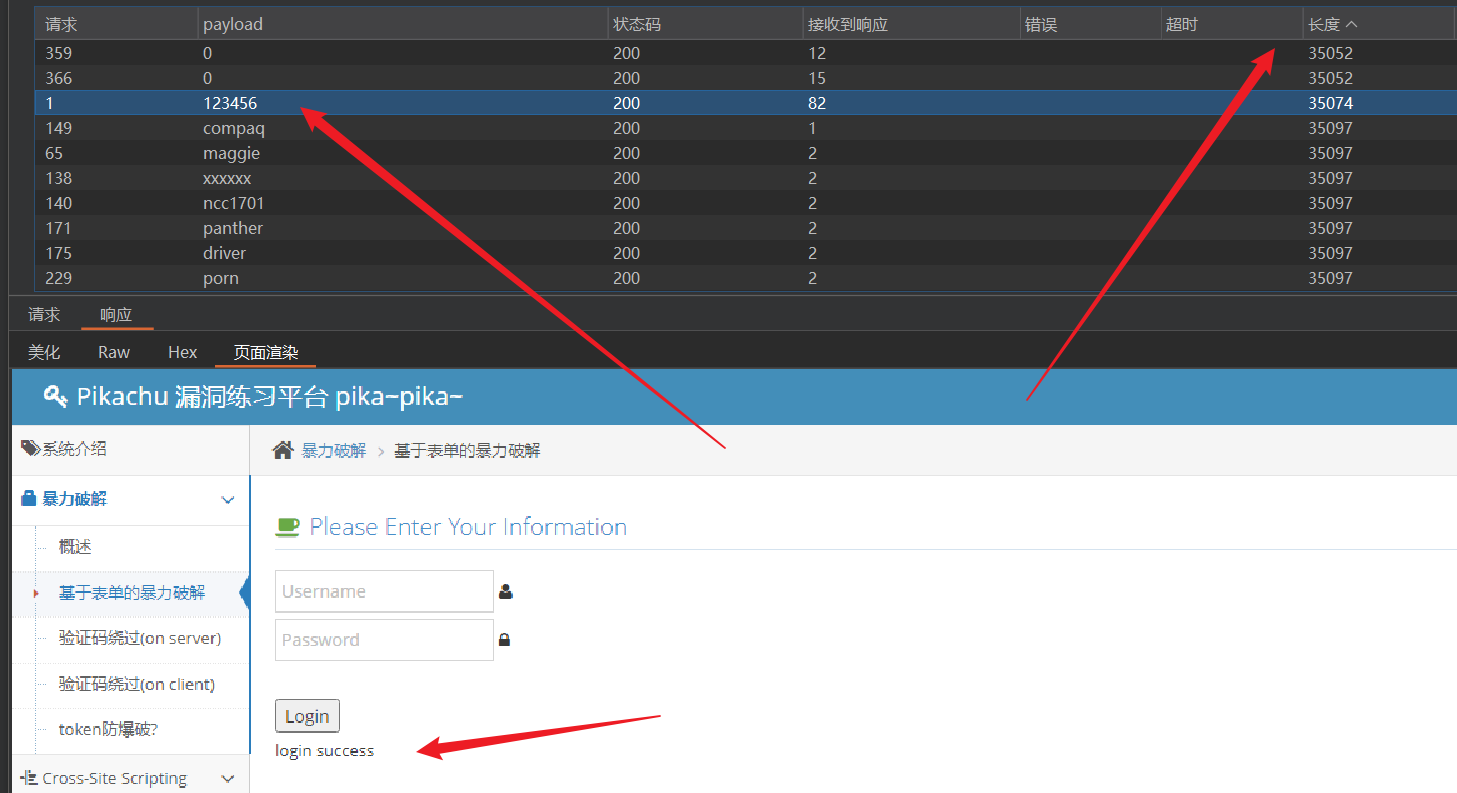 请求 payload 状态码 接收到响应 错误 超时 长度
359 0 200 12 35052
366 0 200 15 35052
1 123456 200 82 35074
149 compaq 200 1 35097
65 maggie 200 2 35097
138 xxxxxx 200 2 35097
140 ncc1701 200 2 35097
171 panther 200 2 35097
175 driver 200 2 35097
229 porn 200 2 35097
请求 响应
美化 Raw Hex 页面渲染
Pikachu 漏洞练习平台 pika~pika~
系统介绍
暴力破解 > 基于表单的暴力破解
暴力破解
概述
基于表单的暴力破解
验证码绕过(on server)
验证码绕过(on client)
token防爆破?
Cross-Site Scripting
Please Enter Your Information
Username
Password
Login
login success